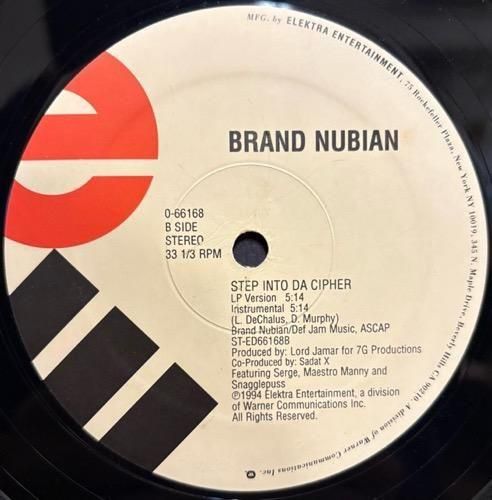 MFG. by ELEKTRA ENTERTAINMENT, 75 Rockefeller Plaza, New York NY 10019, 345 N. Maple Drive, Beverly Hills CA 90210. A division of Warner Communications Inc.
BRAND NUBIAN
0-66168
B SIDE
STEREO
33 1/3 RPM
STEP INTO DA CIPHER
LP Version 5:14
Instrumental 5:14
(L. DeChalus, D. Murphy)
Brand Nubian/Def Jam Music, ASCAP
ST-ED66168B
Produced by: Lord Jamar for 7G Productions
Co-Produced by: Sadat X
Featuring Serge, Maestro Manny and
Snagglepuss
℗1994 Elektra Entertainment, a division
of Warner Communications Inc.